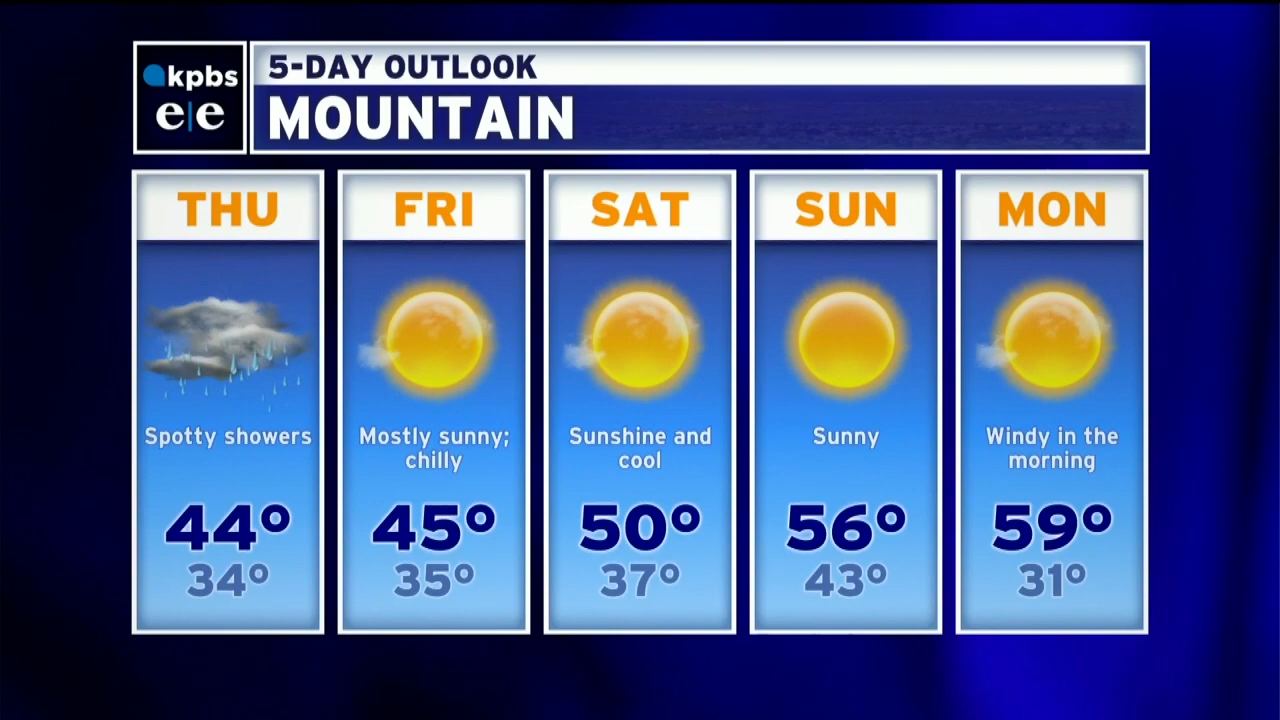 kpbs
e|e
5-DAY OUTLOOK
MOUNTAIN
THU
Spotty showers
44°
34°
FRI
Mostly sunny;
chilly
45°
35°
SAT
Sunshine and
cool
50°
37°
SUN
Sunny
56°
43°
MON
Windy in the
morning
59°
31°